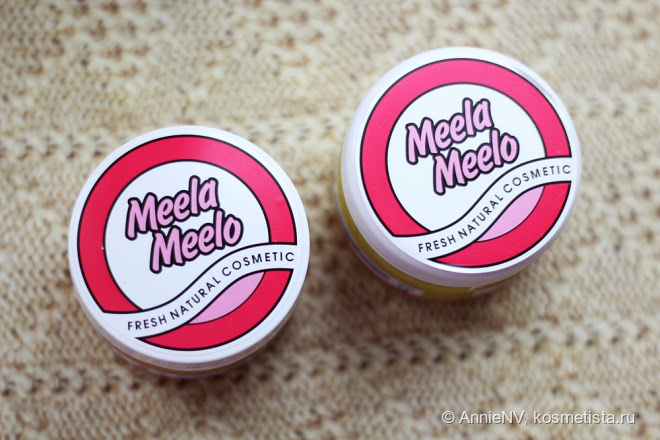 Meela
Meelo
FRESH NATURAL COSMETIC
Meela
Meelo
FRESH NATURAL COSMETIC
© AnnieNV, kosmetista.ru